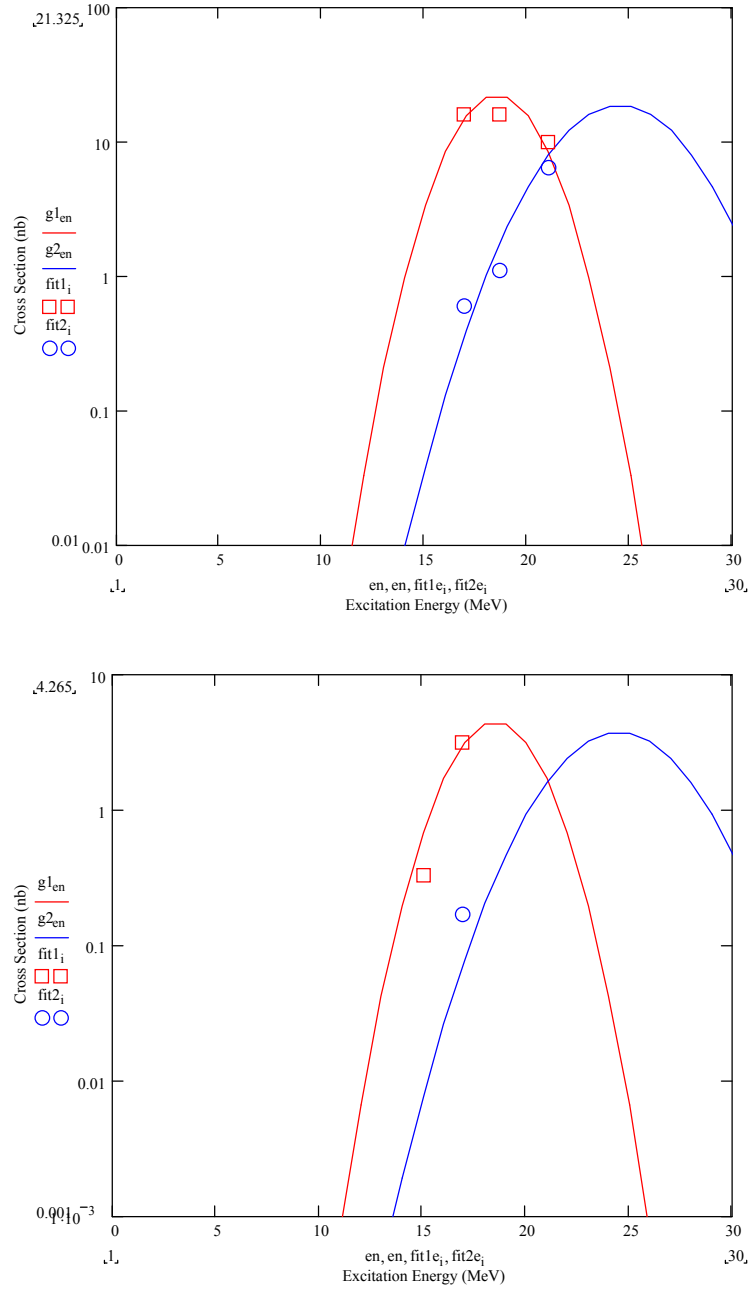 100
21.325
10
Cross Section (nb)
g1en
g2en
1
fit1i
fit2i
0.1
0.01 0.01
0 5 10 15 20 25 30
1 en, en, fit1ei, fit2ei 30
Excitation Energy (MeV)
10
4.265
1
Cross Section (nb)
g1en
g2en
0.1
fit1i
fit2i
0.01
0.001 1·10−3
0 5 10 15 20 25 30
1 en, en, fit1ei, fit2ei 30
Excitation Energy (MeV)